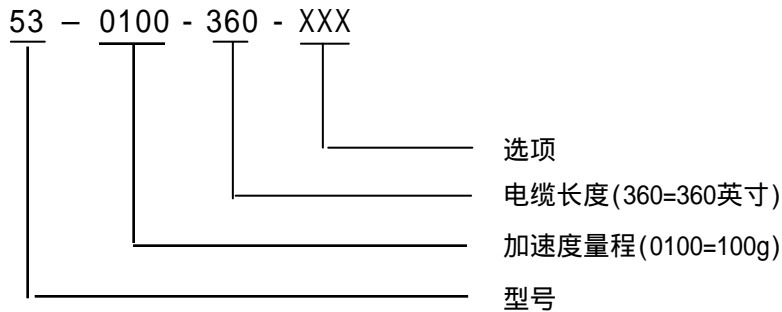 53 – 0100 - 360 - XXX
选项
电缆长度(360=360英寸)
加速度量程(0100=100g)
型号